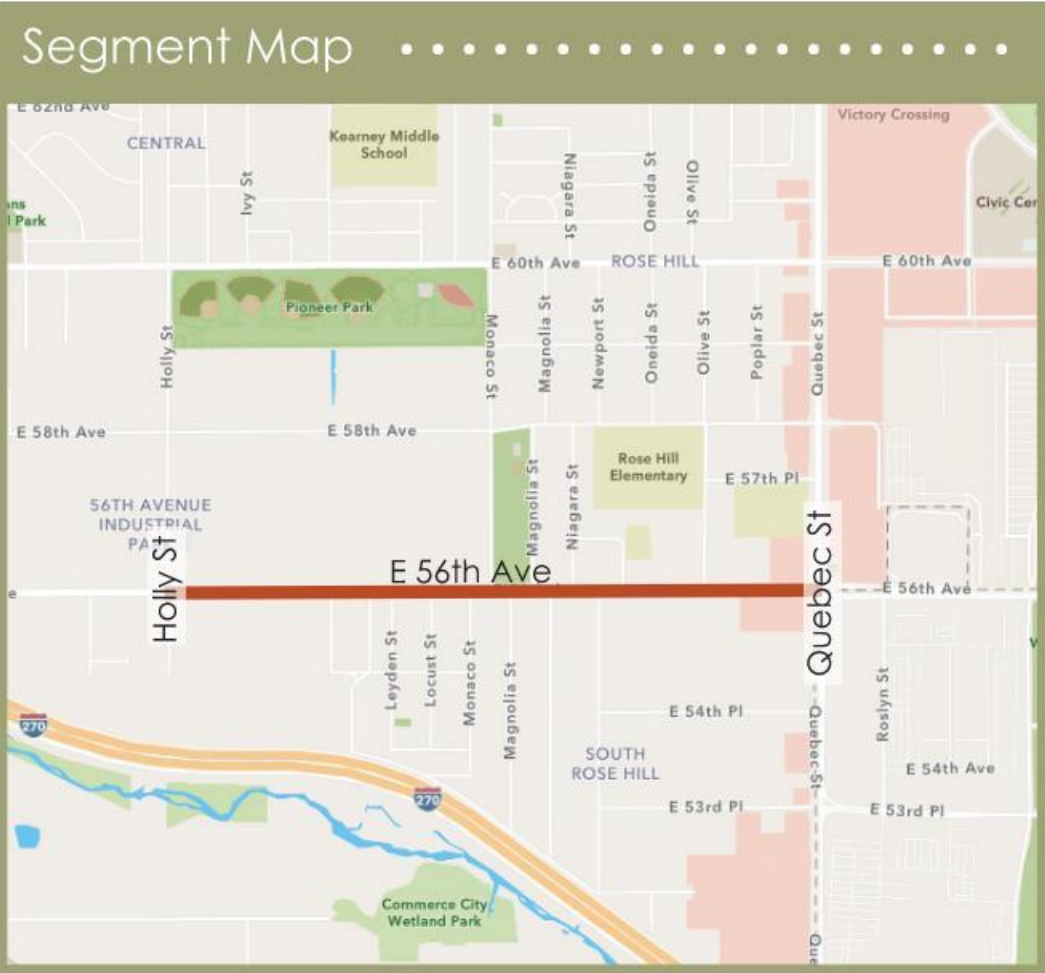 Segment Map
E 62nd Ave
CENTRAL
Kearney Middle
School
Victory Crossing
Ivy St
Niagara St
Oneida St
Olive St
Park
E 60th Ave
ROSE HILL
E 60th Ave
Pioneer Park
Holly St
Monaco St
Magnolia St
Newport St
Oneida St
Olive St
Poplar St
Quebec St
E 58th Ave
E 58th Ave
Rose Hill
Elementary
E 57th Pl
Magnolia St
Niagara St
56TH AVENUE
INDUSTRIAL
Holly St
E 56th Ave
Quebec St
E 56th Ave
Leyden St
Locust St
Monaco St
Magnolia St
Roslyn St
E 54th Pl
270
SOUTH
ROSE HILL
Quebec St
E 54th Ave
270
E 53rd Pl
E 53rd Pl
Commerce City
Wetland Park